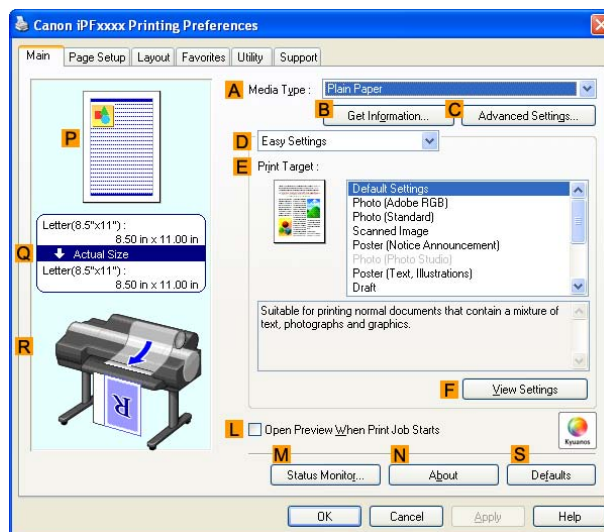 Canon iPFxxxx Printing Preferences
Main Page Setup Layout Favorites Utility Support
A Media Type : Plain Paper
B C
Get Information... Advanced Settings...
D Easy Settings
E Print Target :
P
Default Settings
Photo (Adobe RGB)
Photo (Standard)
Scanned Image
Poster (Notice Announcement)
Photo (Photo Studio)
Poster (Text, Illustrations)
Draft
Letter(8.5"x11") :
8.50 in x 11.00 in
Q Actual Size
Letter(8.5"x11") :
8.50 in x 11.00 in
Suitable for printing normal documents that contain a mixture of
text, photographs and graphics.
R
R
F View Settings
L Open Preview When Print Job Starts
Kyuanos
M N S
Status Monitor... About Defaults
OK Cancel Apply Help